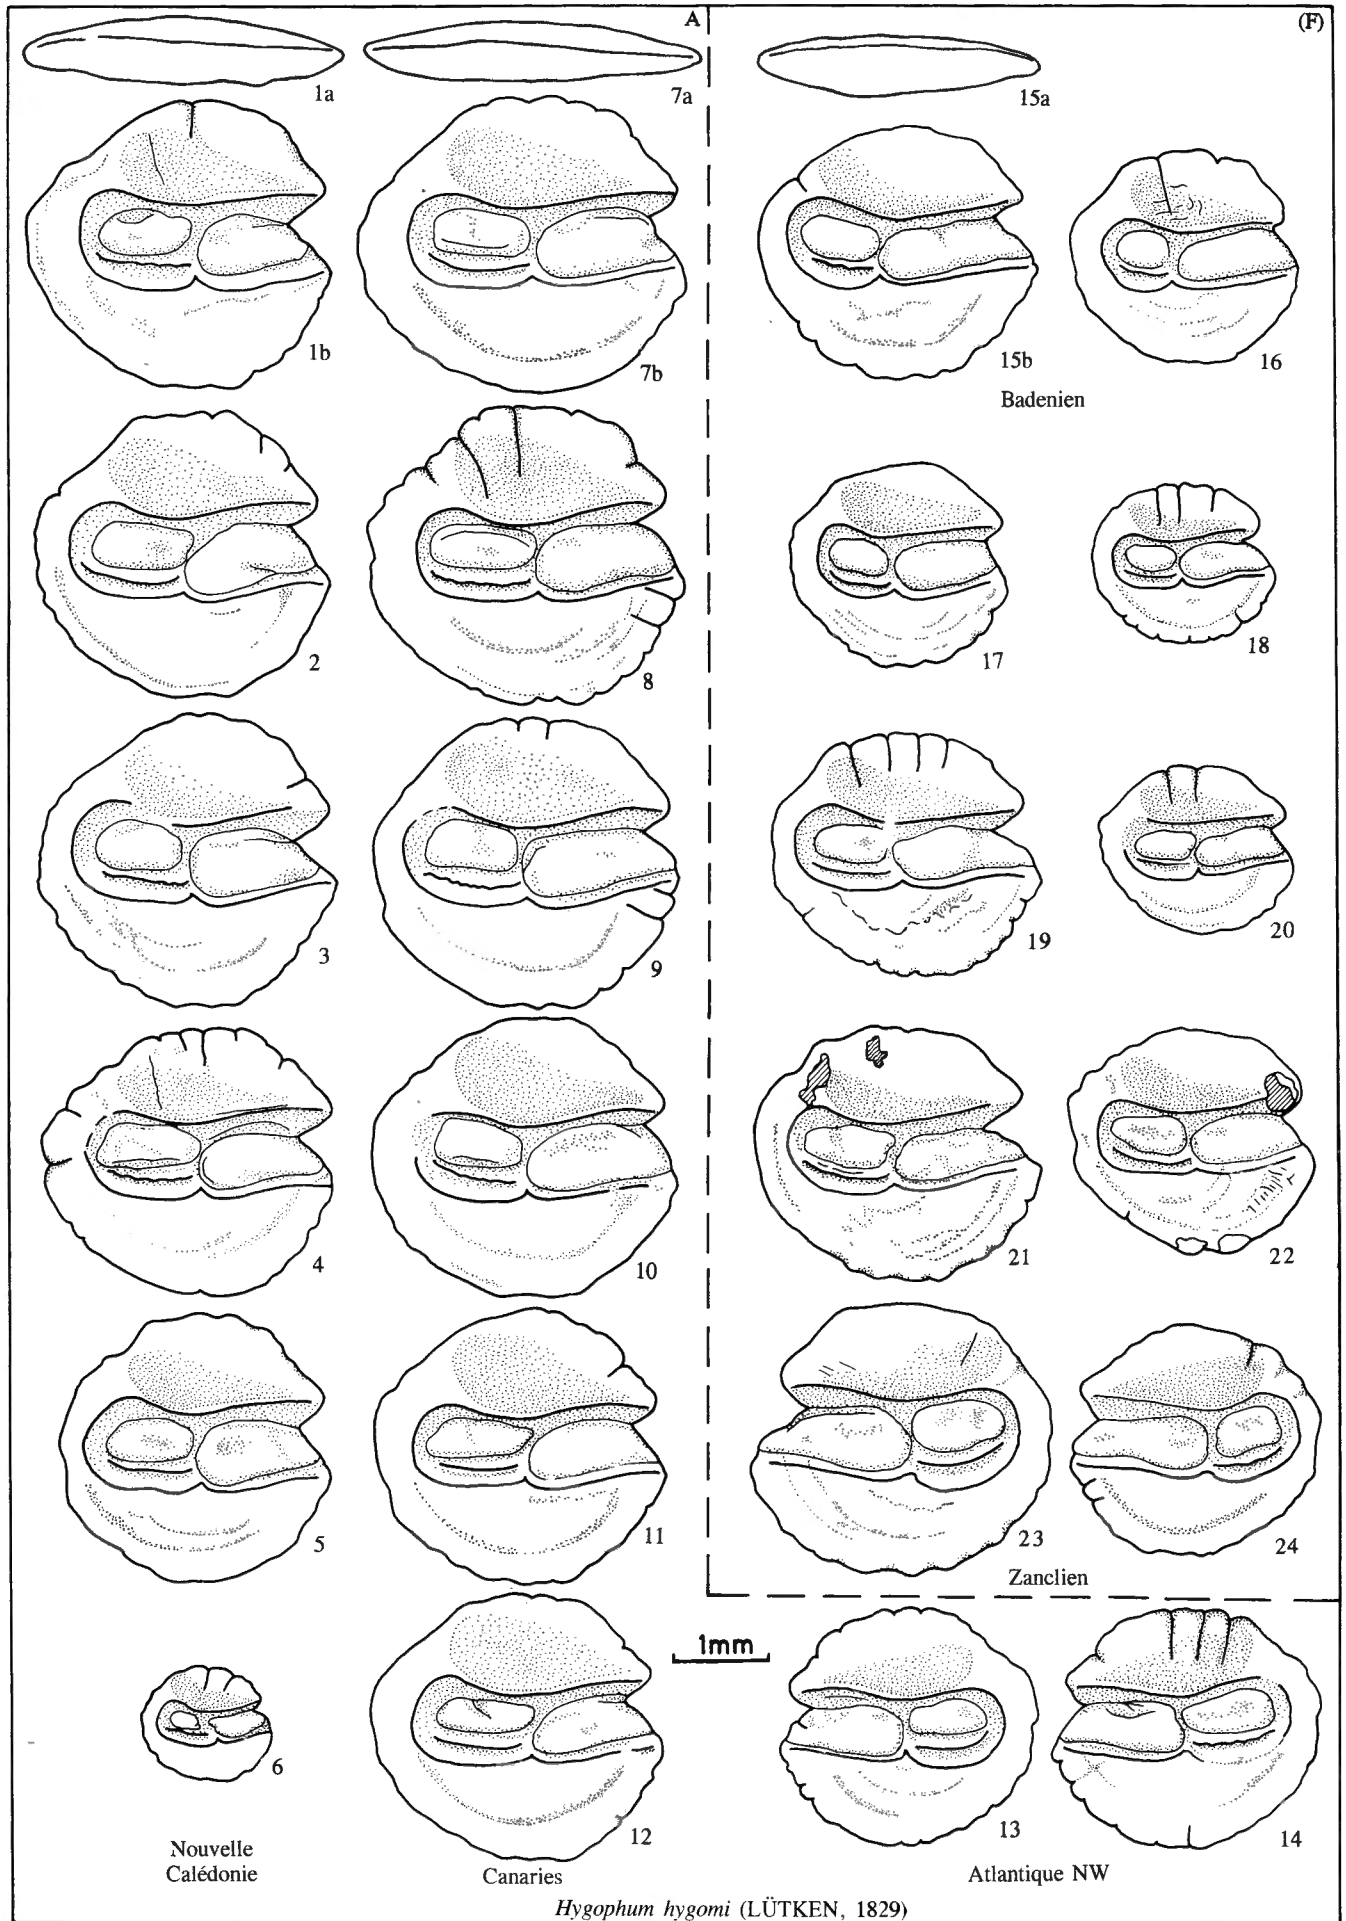 A
(F)
1a
7a
15a
1b
7b
15b
16
Badenien
2
8
17
18
3
9
19
20
4
10
21
22
5
11
23
24
Zanclien
1mm
6
12
13
14
Nouvelle
Calédonie
Canaries
Atlantique NW
Hygophum hygomi (LÜTKEN, 1829)